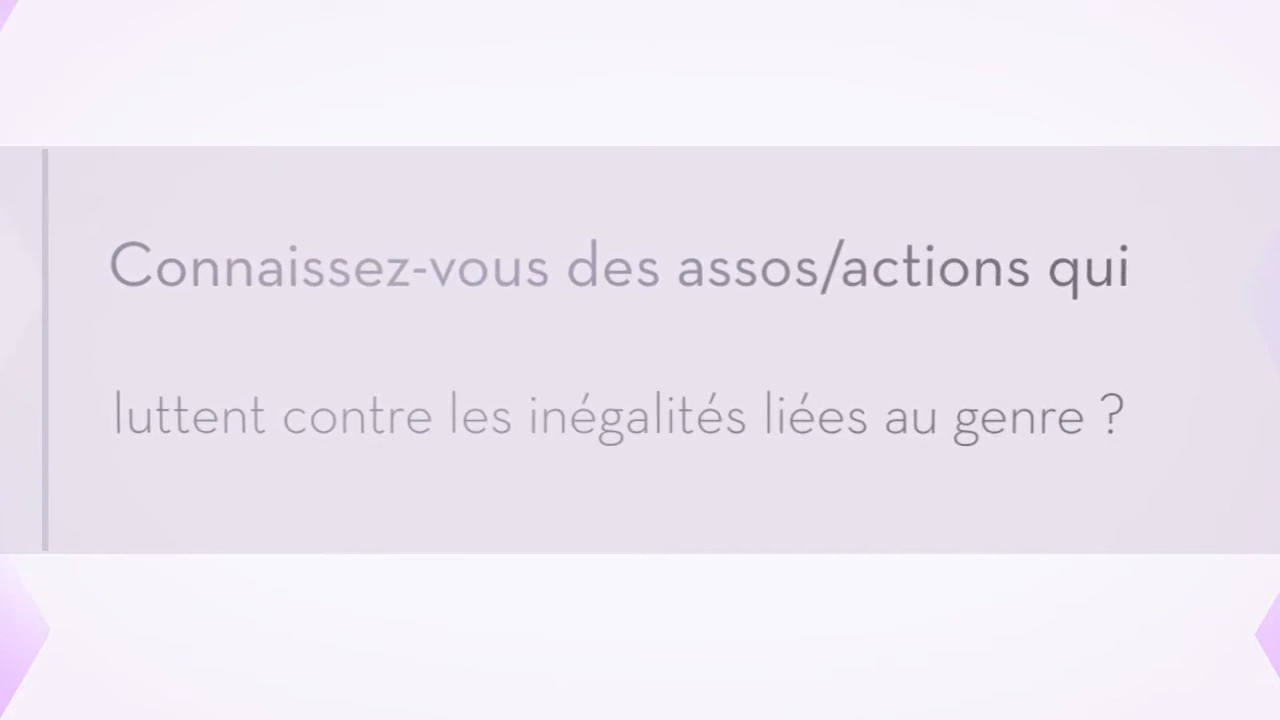 Connaissez-vous des assos/actions qui
luttent contre les inégalités liées au genre ?